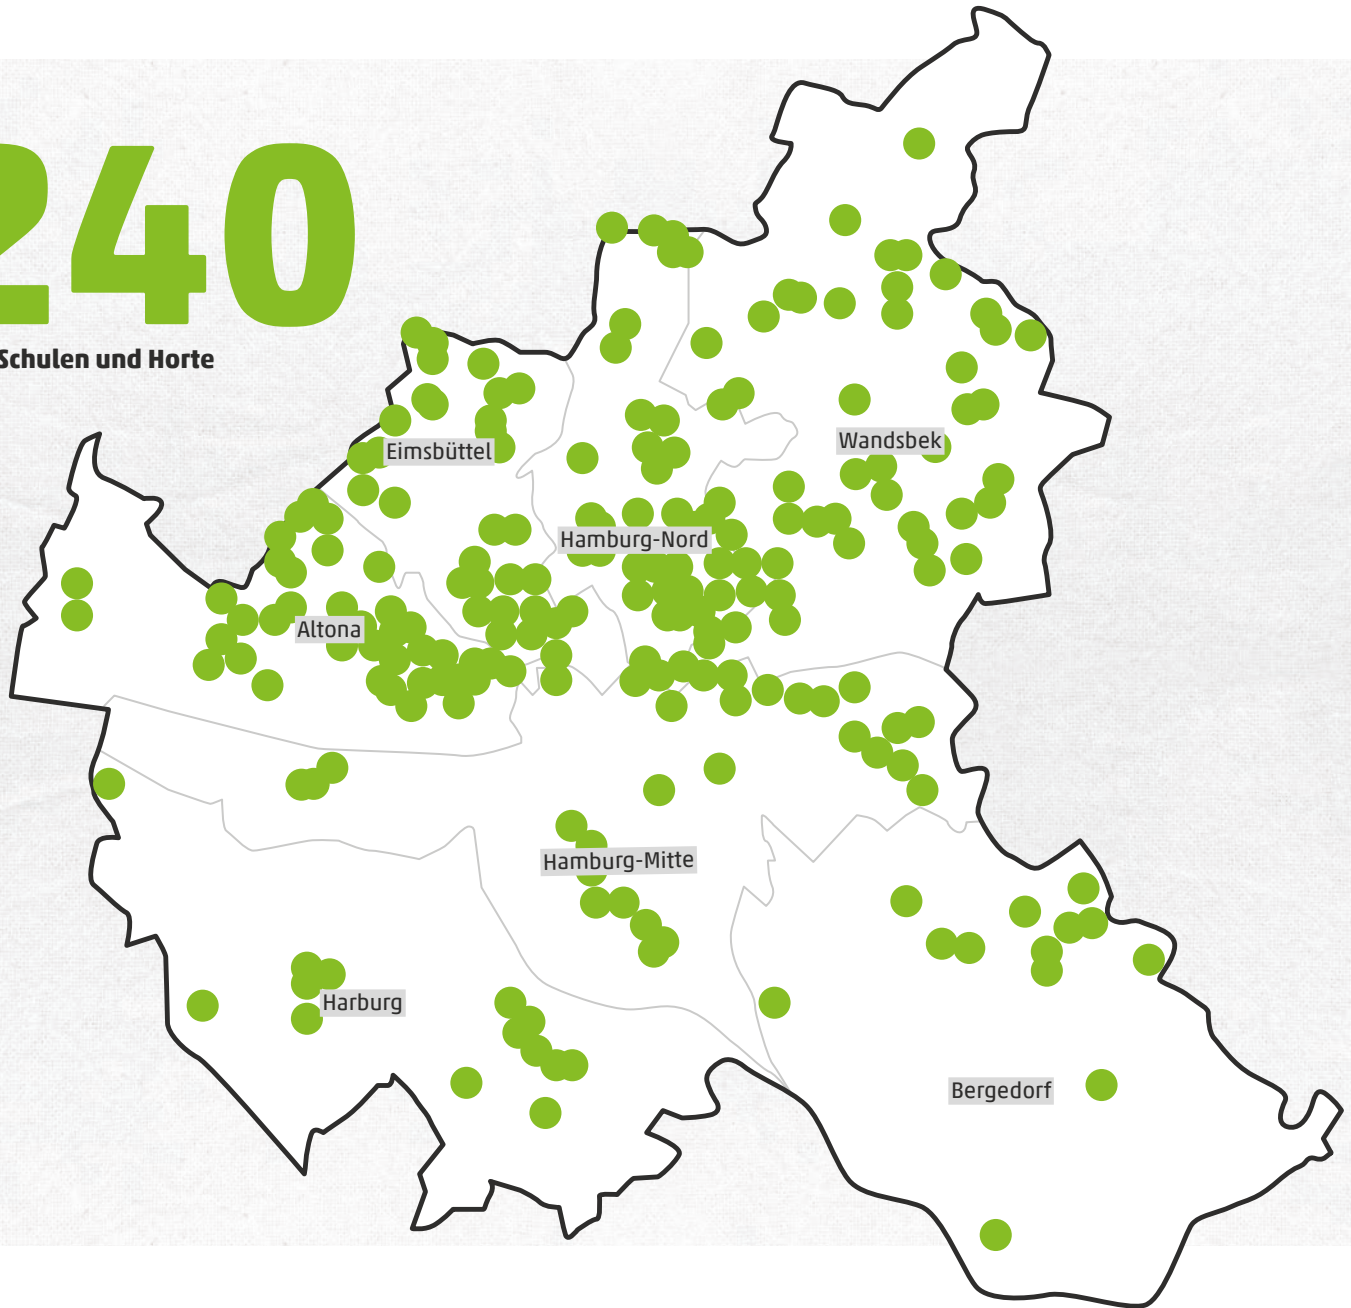 240
Schulen und Horte
Wandsbek
Eimsbüttel
Hamburg-Nord
Altona
Hamburg-Mitte
Harburg
Bergedorf